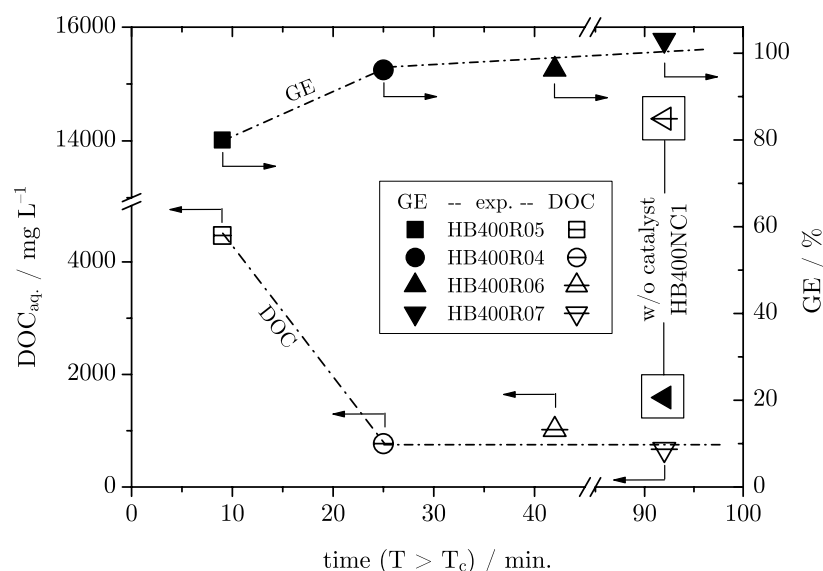 16000
14000
4000
2000
0
DOCaq. / mg L−1
100
80
60
40
20
0
GE / %
GE
DOC
GE -- exp. -- DOC
HB400R05
HB400R04
HB400R06
HB400R07
w/o catalyst
HB400NC1
0 10 20 30 40 90 100
time (T > Tc) / min.